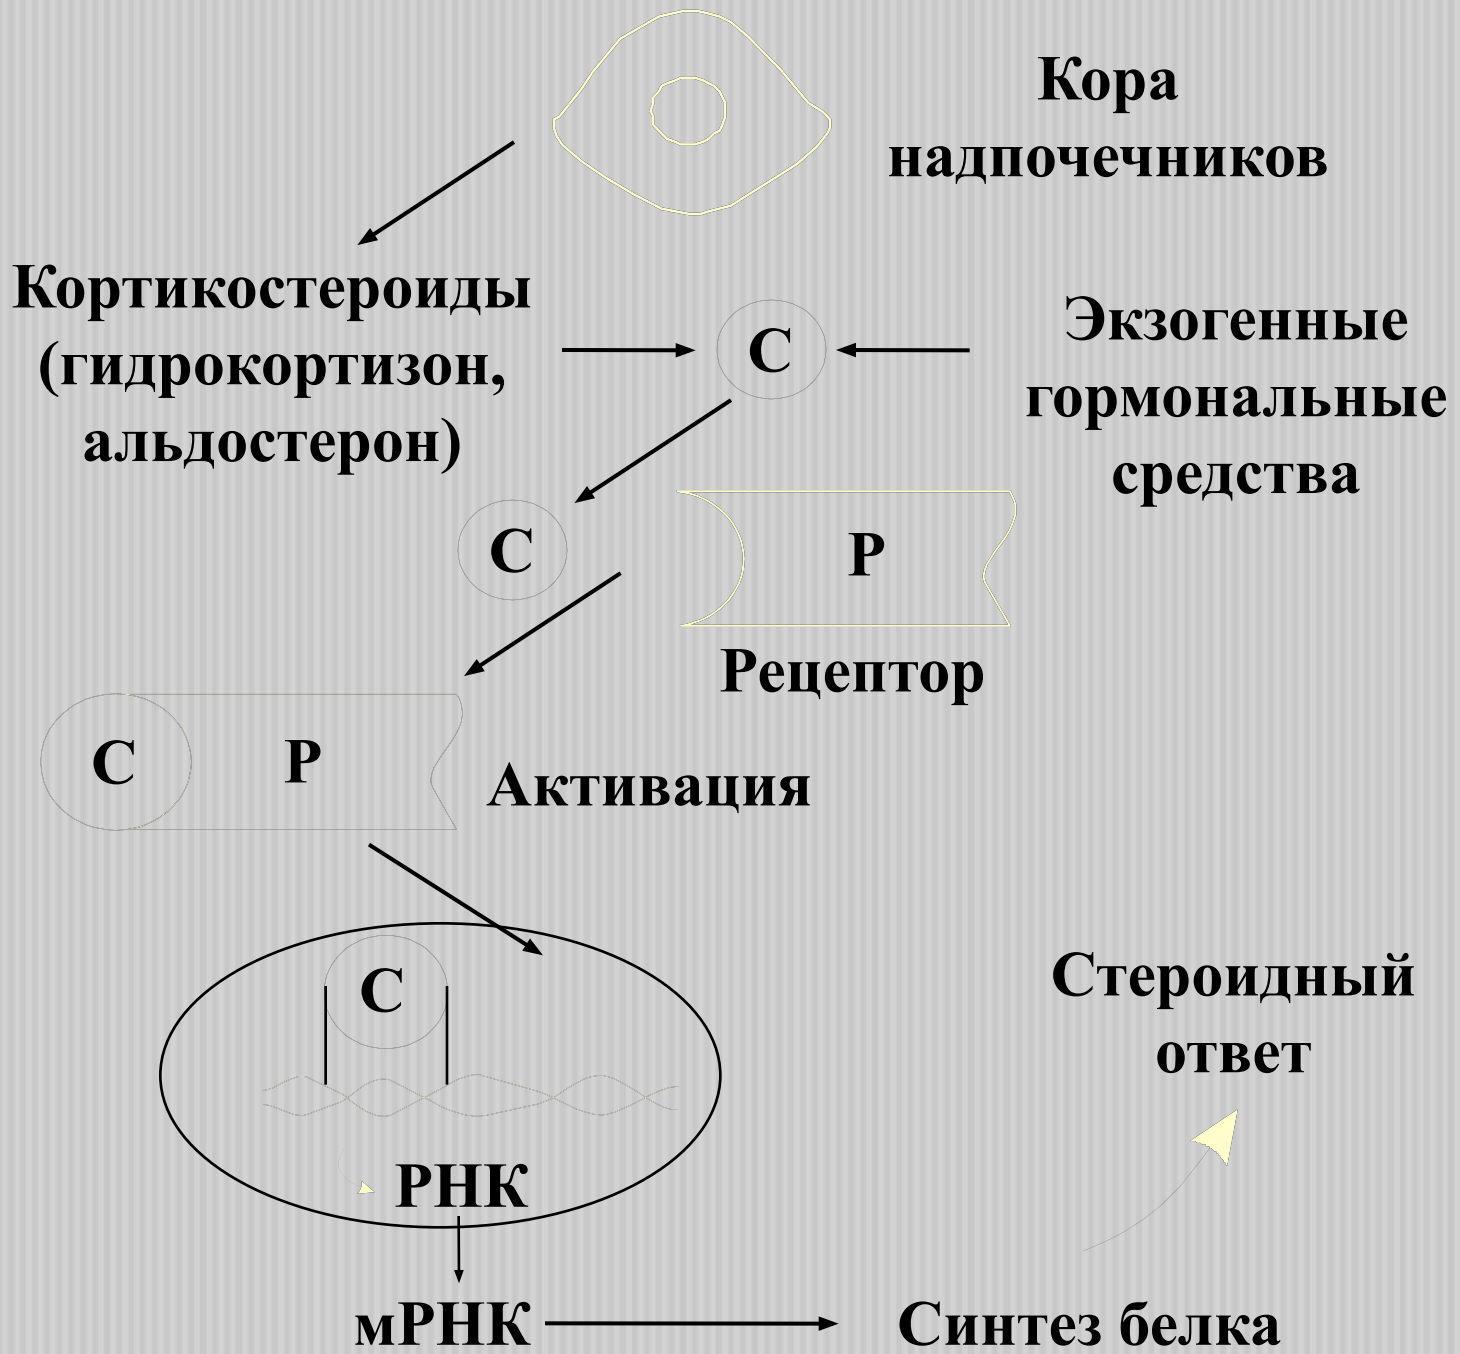 Кора
надпочечников
Кортикостероиды
(гидрокортизон,
альдостерон)
С
Экзогенные
гормональные
средства
С
Р
Рецептор
С
Р
Активация
С
Стероидный
ответ
РНК
мРНК
Синтез белка